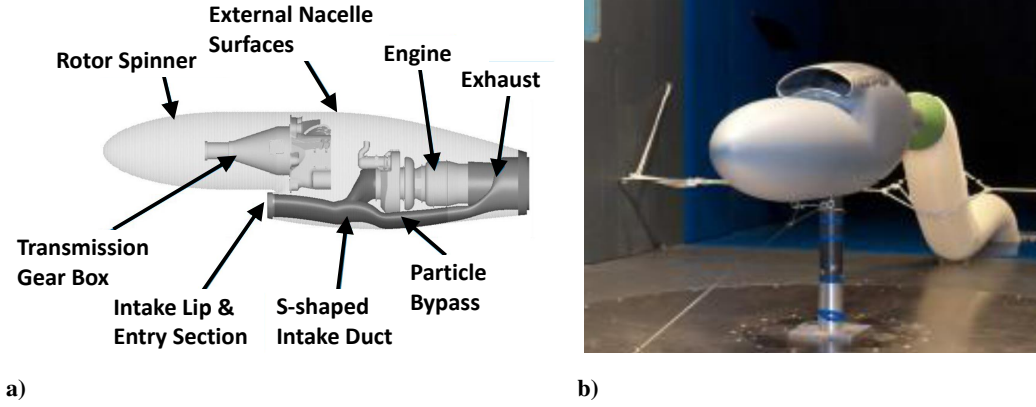 External Nacelle
Surfaces
Rotor Spinner
Engine
Exhaust
Transmission
Gear Box
Intake Lip &
Entry Section
S-shaped
Intake Duct
Particle
Bypass
a)
b)